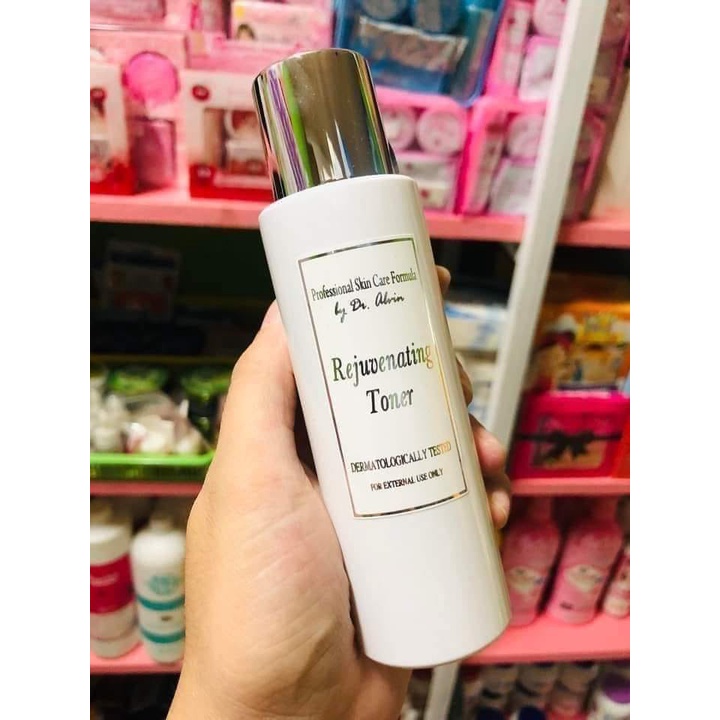 Professional Skin Care Formula
by Dr. Alvin
Rejuvenating
Toner
DERMATOLOGICALLY TESTED
FOR EXTERNAL USE ONLY